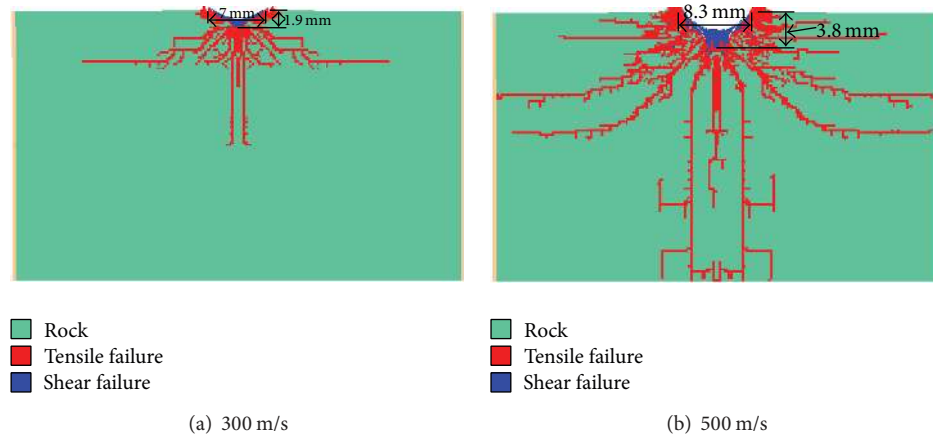 7 mm
1.9 mm
8.3 mm
3.8 mm
Rock
Tensile failure
Shear failure
Rock
Tensile failure
Shear failure
(a) 300 m/s
(b) 500 m/s